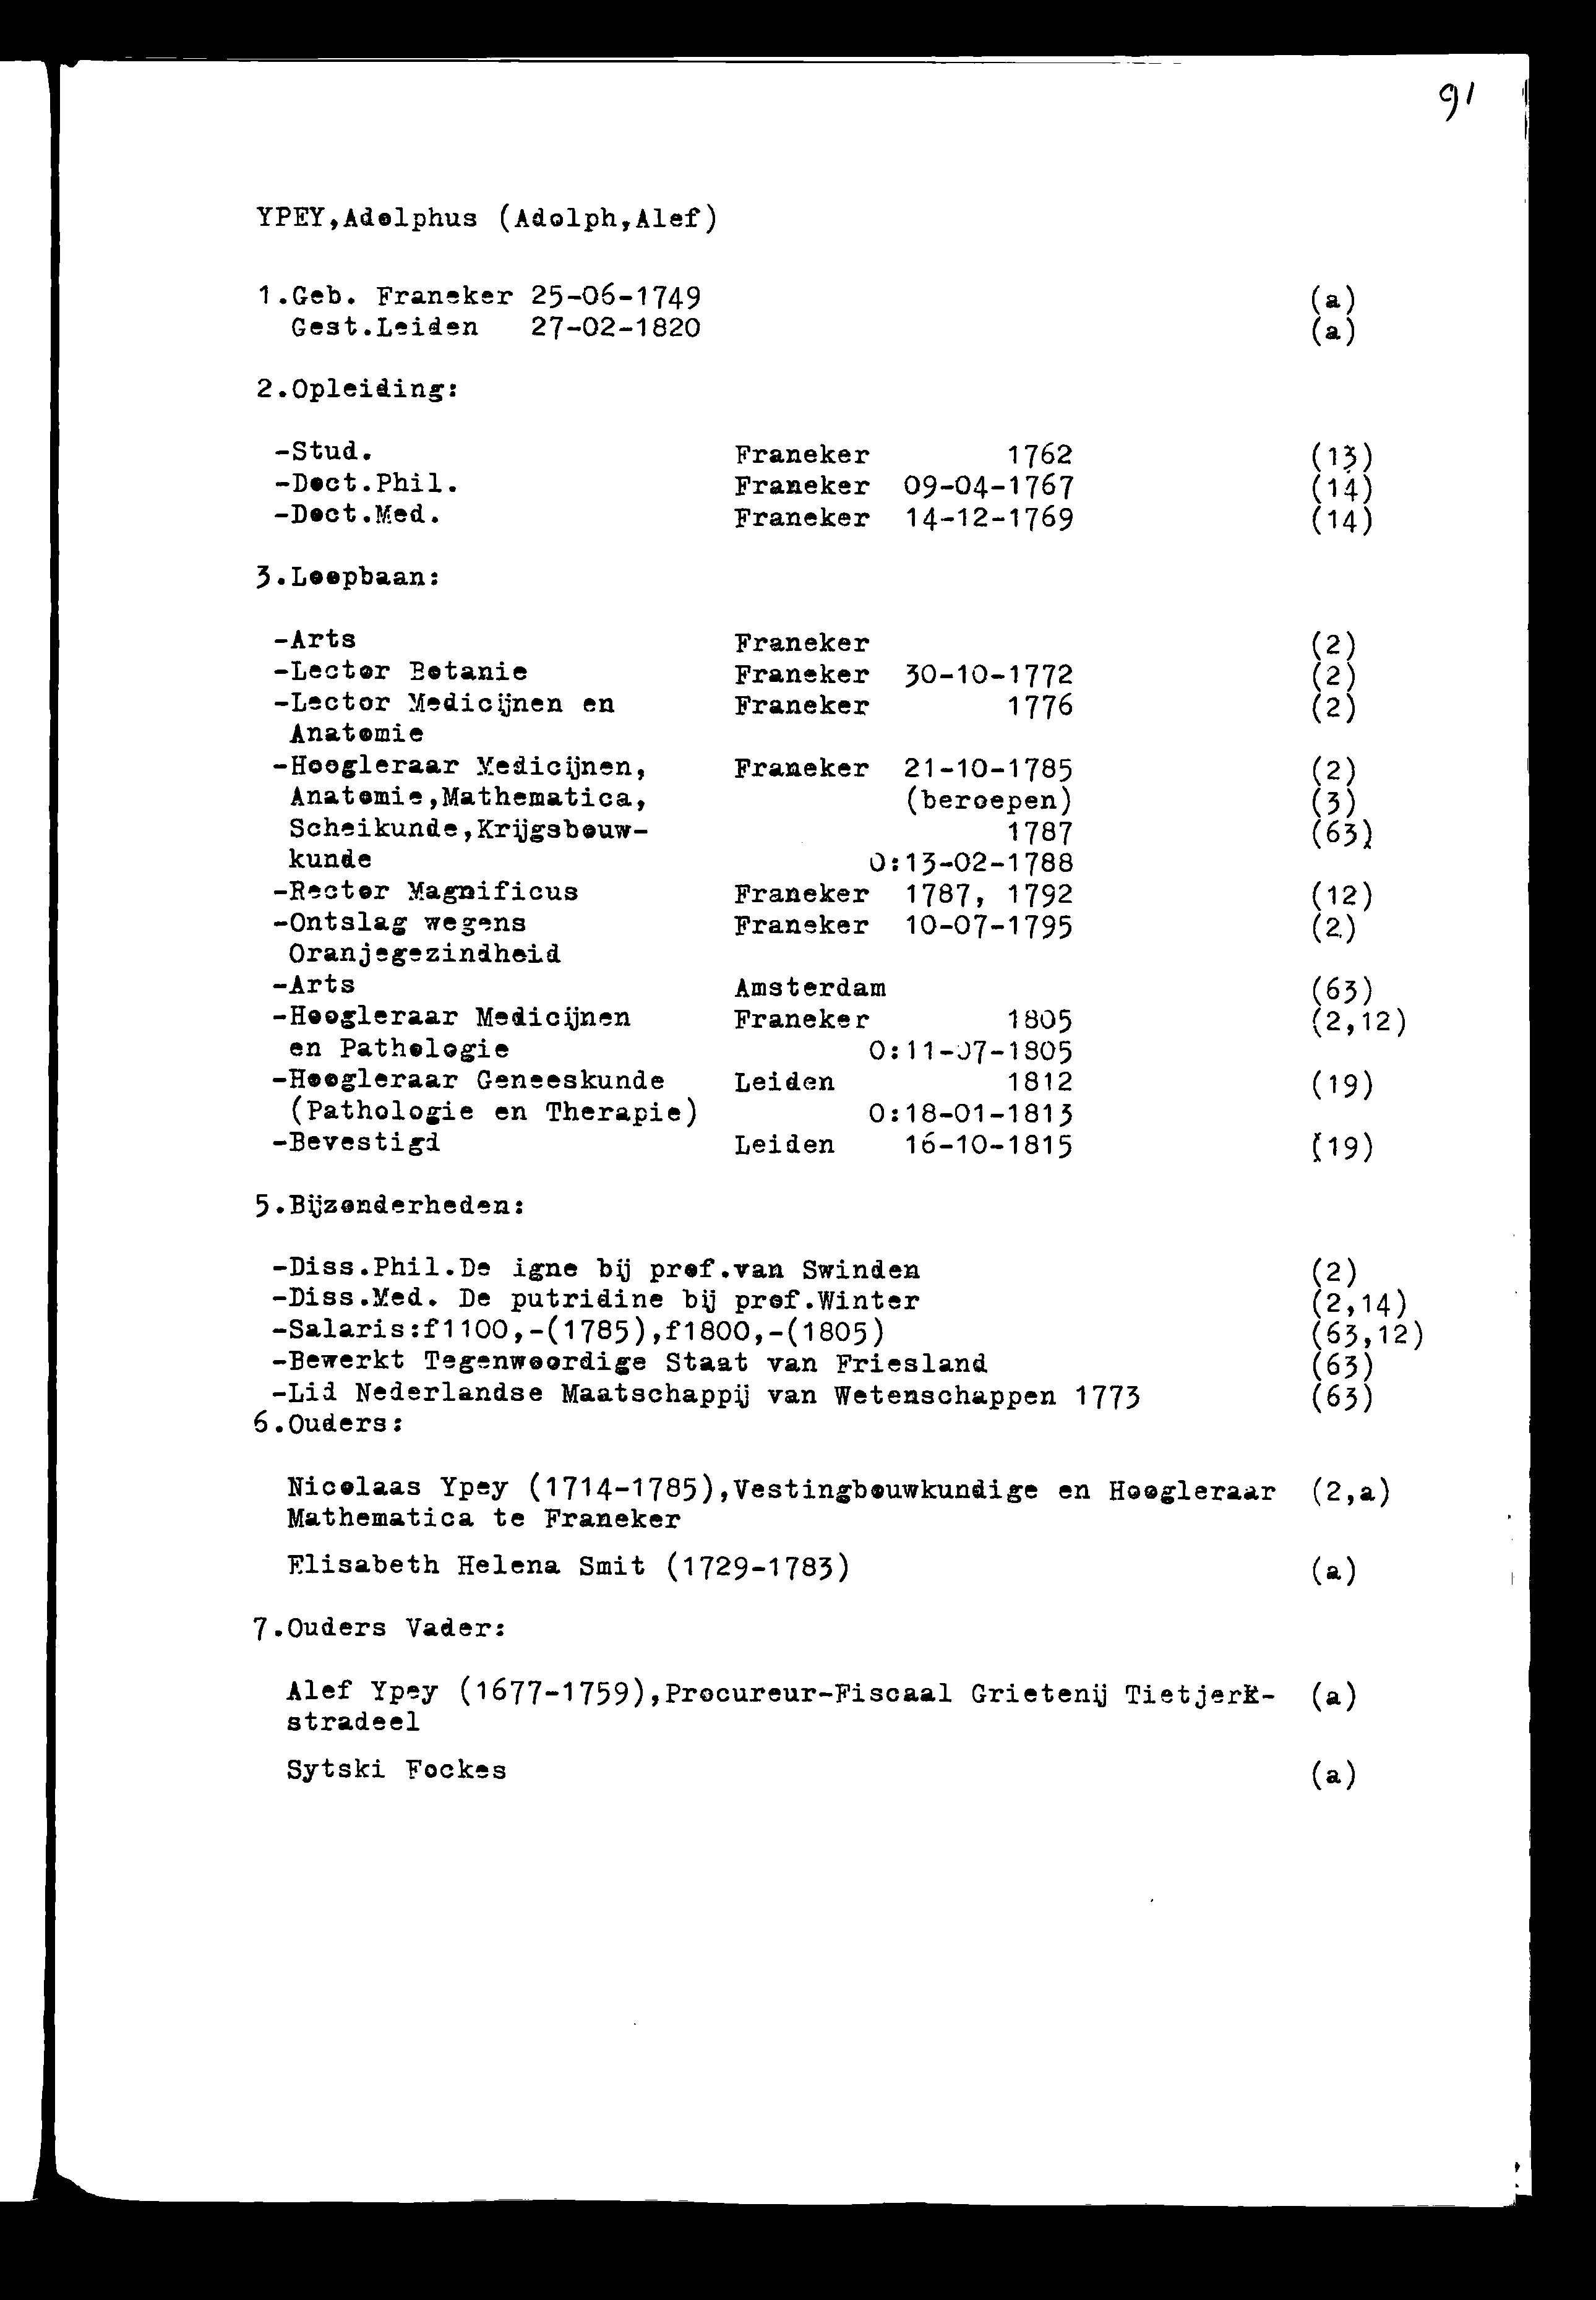 91
YPEY,Adolphus (Adolph,Alef)
1.Geb. Franeker 25-06-1749 (a)
Gest.Leiden 27-02-1820 (a)
2.Opleiding:
-Stud. Franeker 1762 (13)
-Doct.Phil. Franeker 09-04-1767 (14)
-Doct.Med. Franeker 14-12-1769 (14)
3.Loopbaan:
-Arts Franeker (2)
-Lector Botanie Franeker 30-10-1772 (2)
-Lector Medicijnen en Franeker 1776 (2)
Anatomie
-Hoogleraar Medicijnen, Franeker 21-10-1785 (2)
Anatomie,Mathematica, (beroepen) (3)
Scheikunde,Krijgsbouw- 1787 (63)
kunde O:13-02-1788
-Rector Magnificus Franeker 1787, 1792 (12)
-Ontslag wegens Franeker 10-07-1795 (2)
Oranjegezindheid
-Arts Amsterdam (63)
-Hoogleraar Medicijnen Franeker 1805 (2,12)
en Pathologie O:11-07-1805
-Hoogleraar Geneeskunde Leiden 1812 (19)
(Pathologie en Therapie) O:18-01-1813
-Bevestigd Leiden 16-10-1815 (19)
5.Bijzonderheden:
-Diss.Phil.De igne bij prof.van Swinden (2)
-Diss.Med. De putridine bij prof.Winter (2,14)
-Salaris:f1100,-(1785),f1800,-(1805) (63,12)
-Bewerkt Tegenwoordige Staat van Friesland (63)
-Lid Nederlandse Maatschappij van Wetenschappen 1773 (63)
6.Ouders:
Nicolaas Ypey (1714-1785),Vestingbouwkundige en Hoogleraar (2,a)
Mathematica te Franeker
Elisabeth Helena Smit (1729-1783) (a)
7.Ouders Vader:
Alef Ypey (1677-1759),Procureur-Fiscaal Grietenij Tietjerk- (a)
stradeel
Sytski Fockes (a)